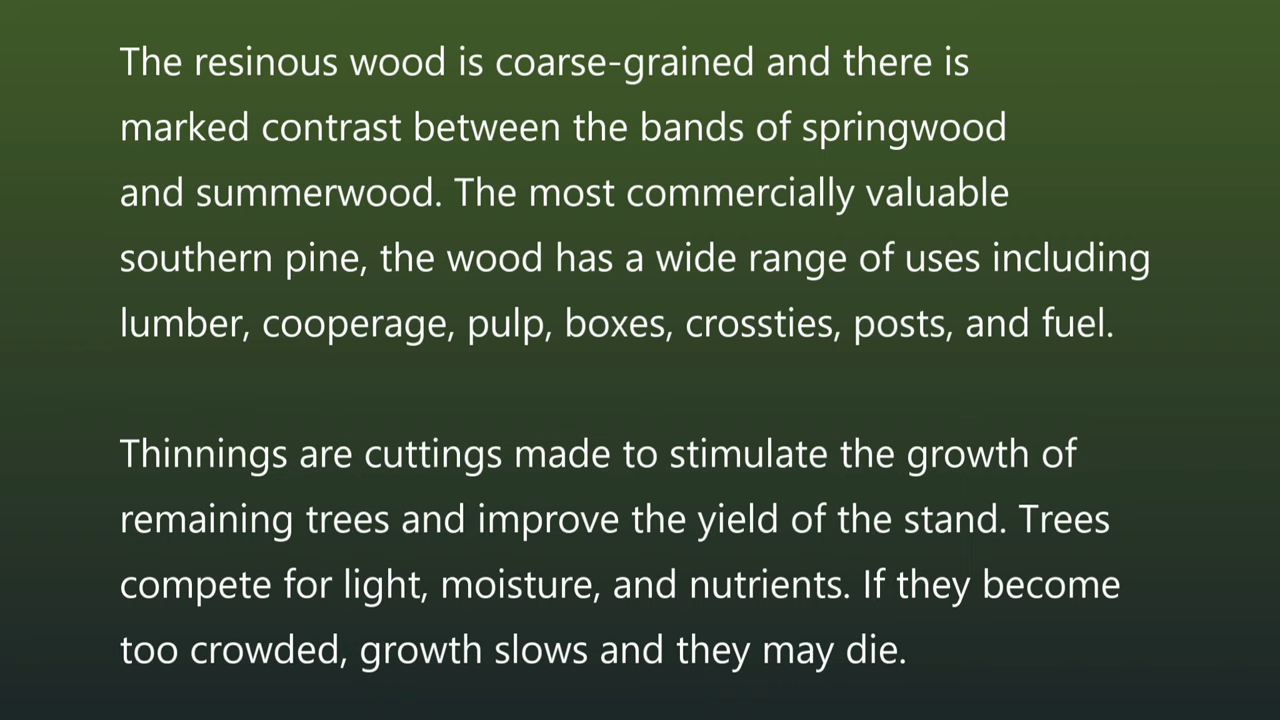 The resinous wood is coarse-grained and there is
marked contrast between the bands of springwood
and summerwood. The most commercially valuable
southern pine, the wood has a wide range of uses including
lumber, cooperage, pulp, boxes, crossties, posts, and fuel.
Thinnings are cuttings made to stimulate the growth of
remaining trees and improve the yield of the stand. Trees
compete for light, moisture, and nutrients. If they become
too crowded, growth slows and they may die.